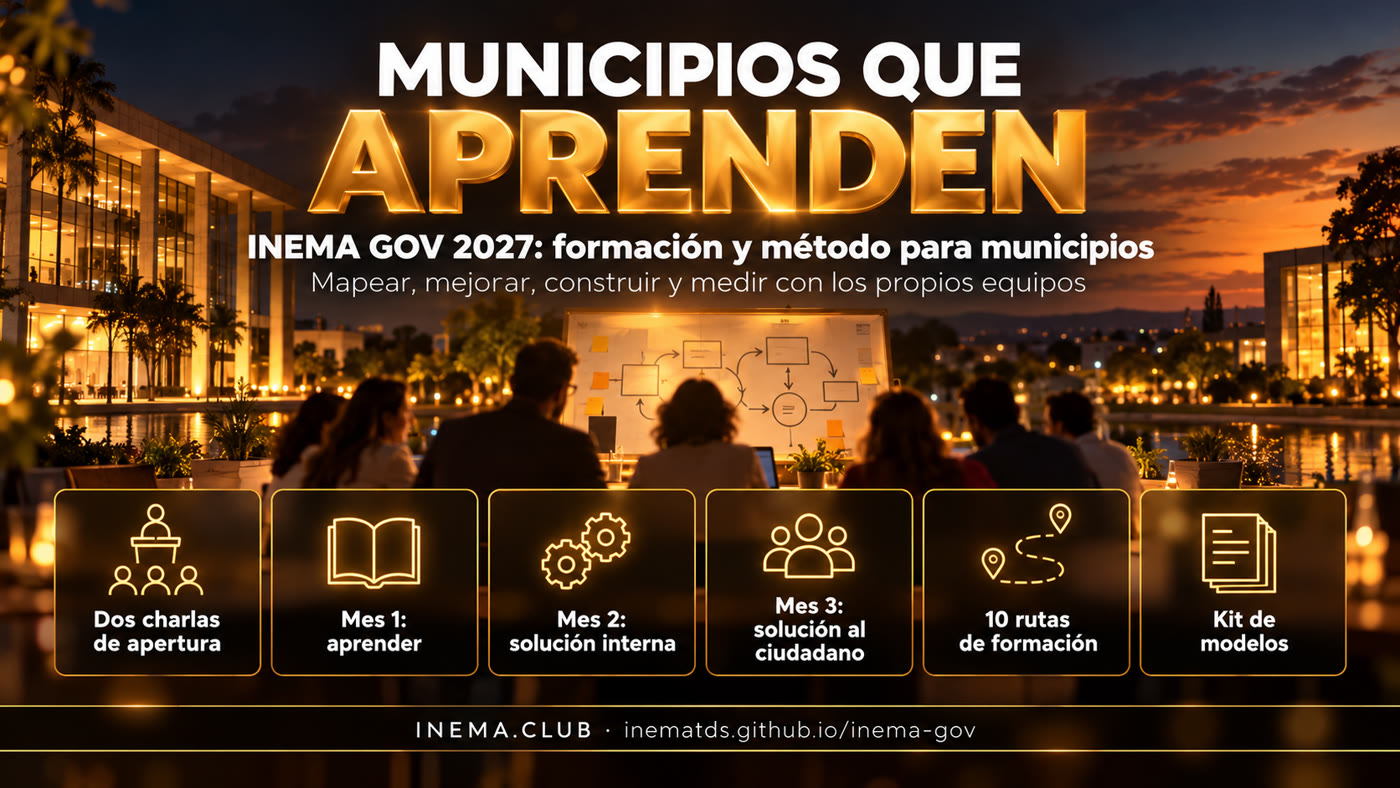 MUNICIPIOS QUE
APRENDEN
INEMA GOV 2027: formación y método para municipios
Mapear, mejorar, construir y medir con los propios equipos
Dos charlas
de apertura
Mes 1:
aprender
Mes 2:
solución interna
Mes 3:
solución al
ciudadano
10 rutas
de formación
Kit de
modelos
INEMA.CLUB · inematds.github.io/inema-gov